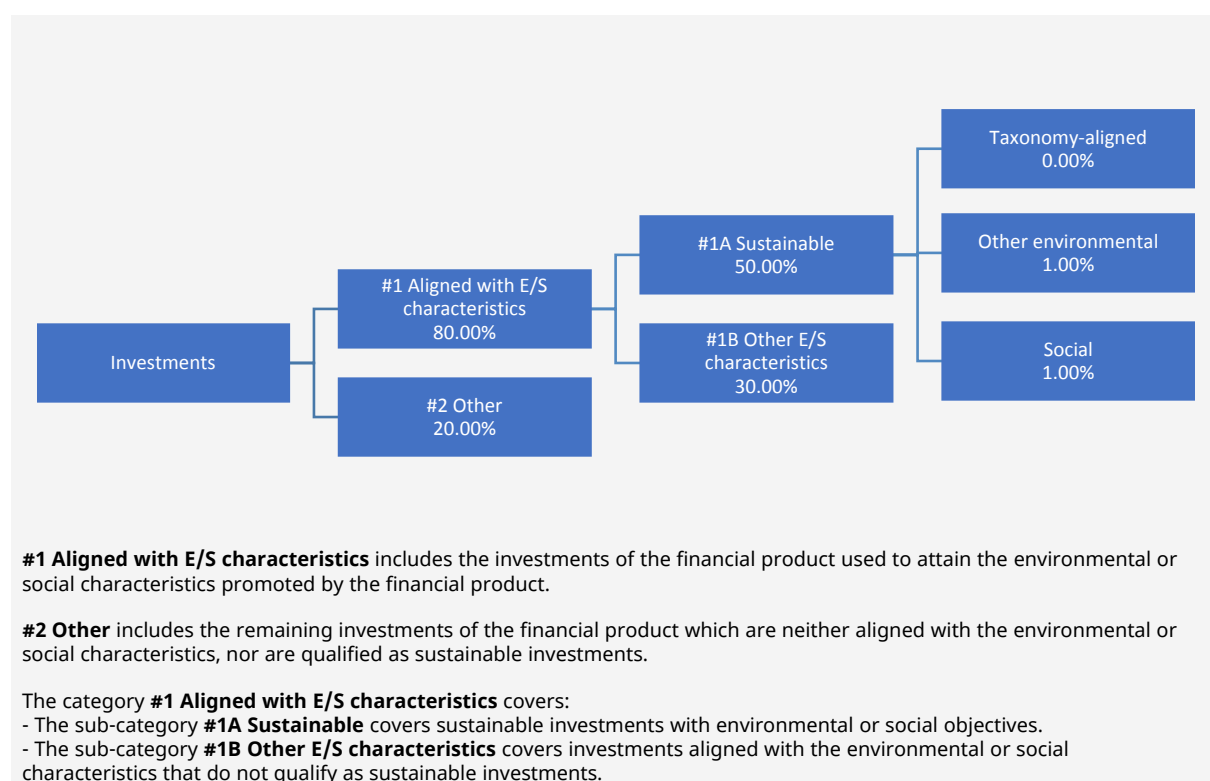 Taxonomy-aligned
0.00%
#1A Sustainable
50.00%
Other environmental
1.00%
#1 Aligned with E/S
characteristics
80.00%
Investments
#1B Other E/S
characteristics
30.00%
Social
1.00%
#2 Other
20.00%
#1 Aligned with E/S characteristics includes the investments of the financial product used to attain the environmental or
social characteristics promoted by the financial product.
#2 Other includes the remaining investments of the financial product which are neither aligned with the environmental or
social characteristics, nor are qualified as sustainable investments.
The category #1 Aligned with E/S characteristics covers:
- The sub-category #1A Sustainable covers sustainable investments with environmental or social objectives.
- The sub-category #1B Other E/S characteristics covers investments aligned with the environmental or social
characteristics that do not qualify as sustainable investments.